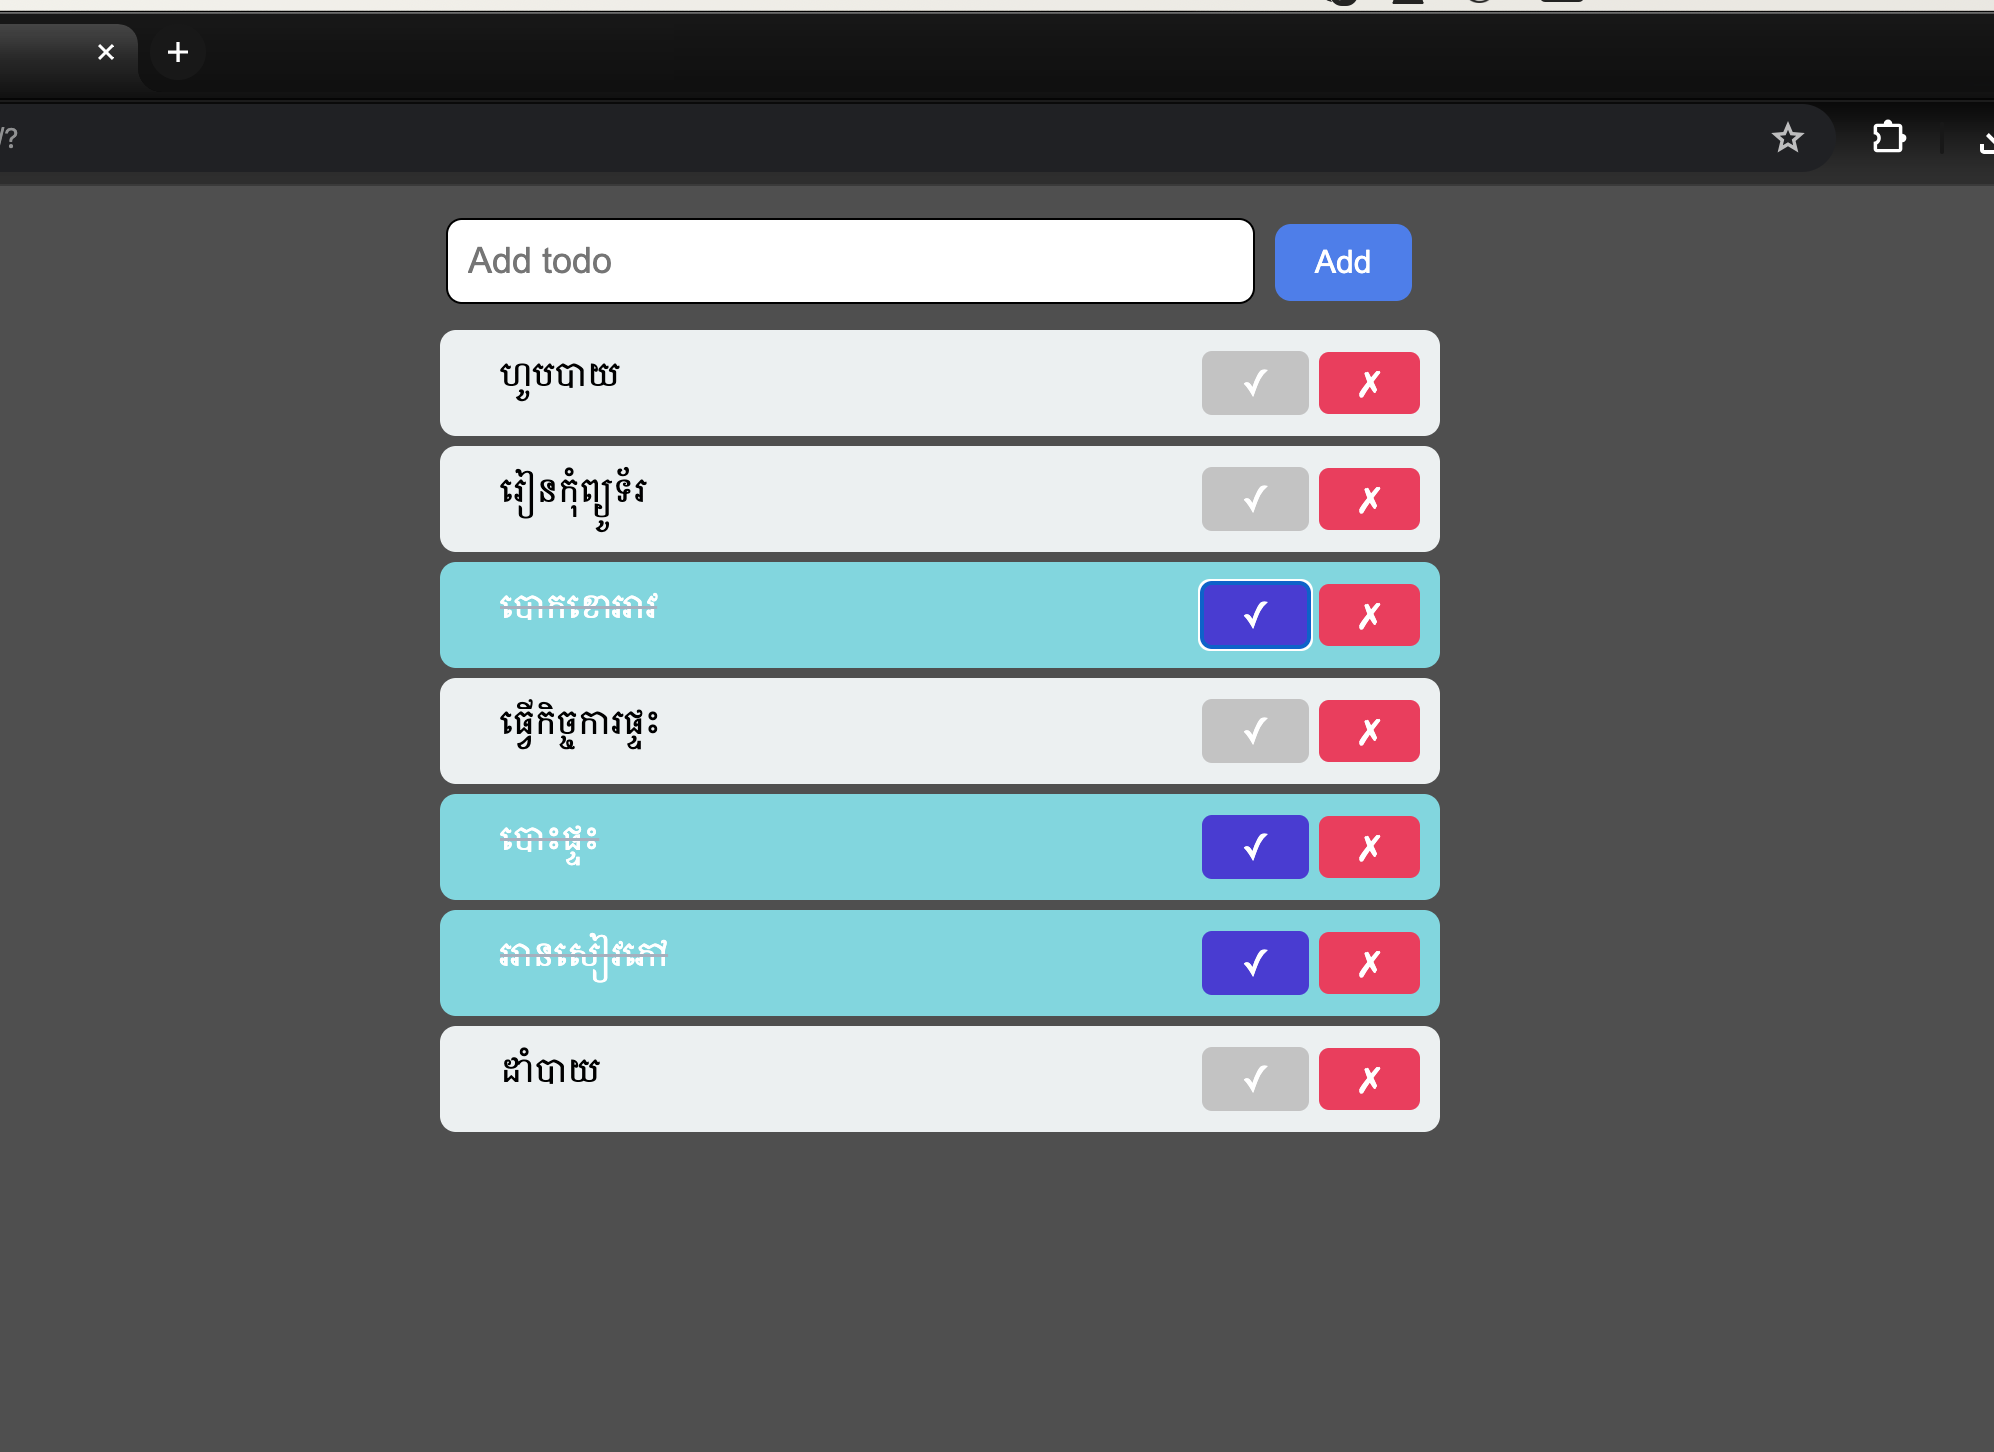 /?
Add todo
Add
ហូបបាយ
✓ ✗
រៀនកុំព្យូទ័រ
✓ ✗
បោកខោអាវ
✓ ✗
ធ្វើកិច្ចការផ្ទះ
✓ ✗
បោះផ្ទះ
✓ ✗
អានសៀវភៅ
✓ ✗
ដាំបាយ
✓ ✗